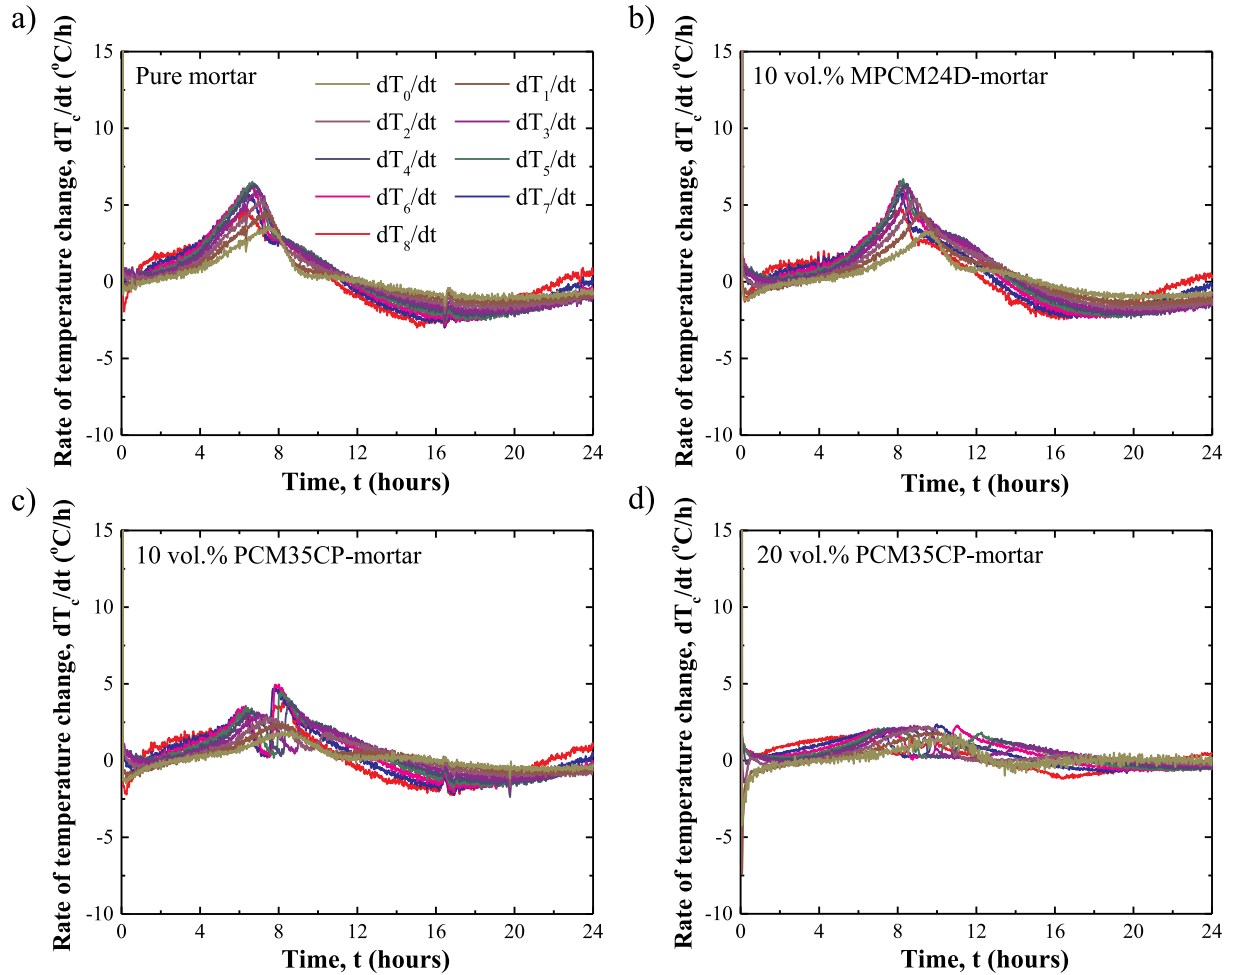 a)
Rate of temperature change, dTc/dt (°C/h)
15
10
5
0
-5
-10
Pure mortar
dT0/dt
dT1/dt
dT2/dt
dT3/dt
dT4/dt
dT5/dt
dT6/dt
dT7/dt
dT8/dt
0 4 8 12 16 20 24
Time, t (hours)
b)
Rate of temperature change, dTc/dt (°C/h)
15
10
5
0
-5
-10
10 vol.% MPCM24D-mortar
0 4 8 12 16 20 24
Time, t (hours)
c)
Rate of temperature change, dTc/dt (°C/h)
15
10
5
0
-5
-10
10 vol.% PCM35CP-mortar
0 4 8 12 16 20 24
Time, t (hours)
d)
Rate of temperature change, dTc/dt (°C/h)
15
10
5
0
-5
-10
20 vol.% PCM35CP-mortar
0 4 8 12 16 20 24
Time, t (hours)